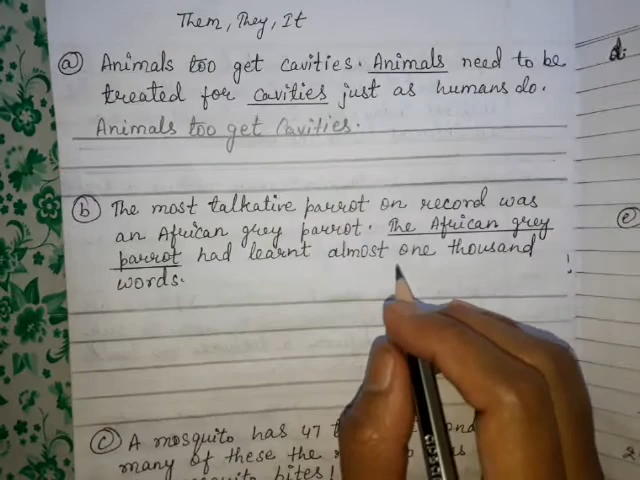 Them, They, It
(a) Animals too get cavities. Animals need to be
treated for cavities just as humans do.
Animals too get Cavities.
(b) The most talkative parrot on record was
an African grey parrot. The African grey
parrot had learnt almost one thousand
words.
(c) A mosquito has 47 t
many of these the
bites!
d.
(e)
2